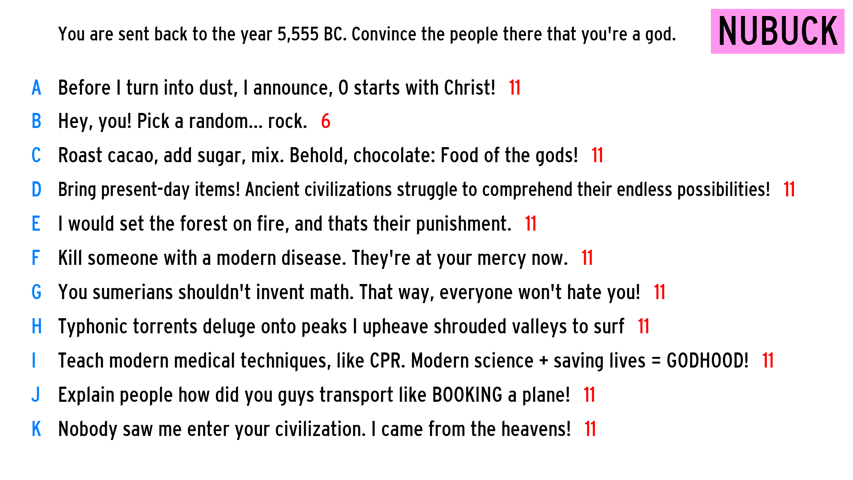 You are sent back to the year 5,555 BC. Convince the people there that you're a god.
NUBUCK
A Before I turn into dust, I announce, 0 starts with Christ! 11
B Hey, you! Pick a random... rock. 6
C Roast cacao, add sugar, mix. Behold, chocolate: Food of the gods! 11
D Bring present-day items! Ancient civilizations struggle to comprehend their endless possibilities! 11
E I would set the forest on fire, and thats their punishment. 11
F Kill someone with a modern disease. They're at your mercy now. 11
G You sumerians shouldn't invent math. That way, everyone won't hate you! 11
H Typhonic torrents deluge onto peaks I upheave shrouded valleys to surf 11
I Teach modern medical techniques, like CPR. Modern science + saving lives = GODHOOD! 11
J Explain people how did you guys transport like BOOKING a plane! 11
K Nobody saw me enter your civilization. I came from the heavens! 11